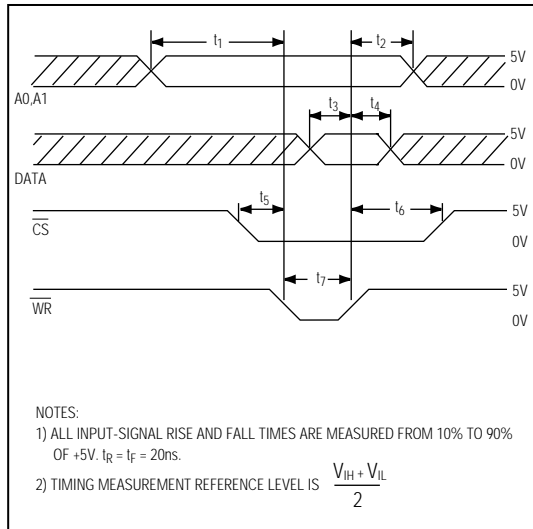 t1 t2
5V
0V
A0,A1
t3 t4
5V
0V
DATA
t5 t6
5V
CS
0V
t7
5V
WR
0V
NOTES:
1) ALL INPUT-SIGNAL RISE AND FALL TIMES ARE MEASURED FROM 10% TO 90%
OF +5V. tR = tF = 20ns.
2) TIMING MEASUREMENT REFERENCE LEVEL IS VIH + VIL
2